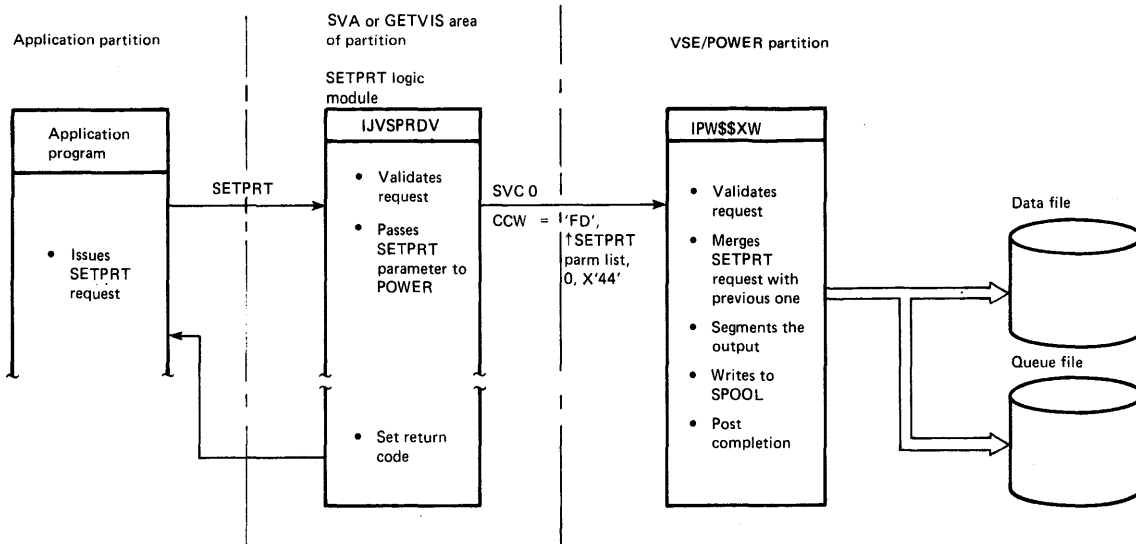 Application partition
SVA or GETVIS area
of partition
VSE/POWER partition
SETPRT logic
module
Application
program
• Issues
SETPRT
request
SETPRT
IJVSPRDV
• Validates
request
• Passes
SETPRT
parameter to
POWER
• Set return
code
SVC 0
CCW = 'FD',
↑SETPRT
parm list,
0, X'44'
IPW$$XW
• Validates
request
• Merges
SETPRT
request with
previous one
• Segments the
output
• Writes to
SPOOL
• Post
completion
Data file
Queue file